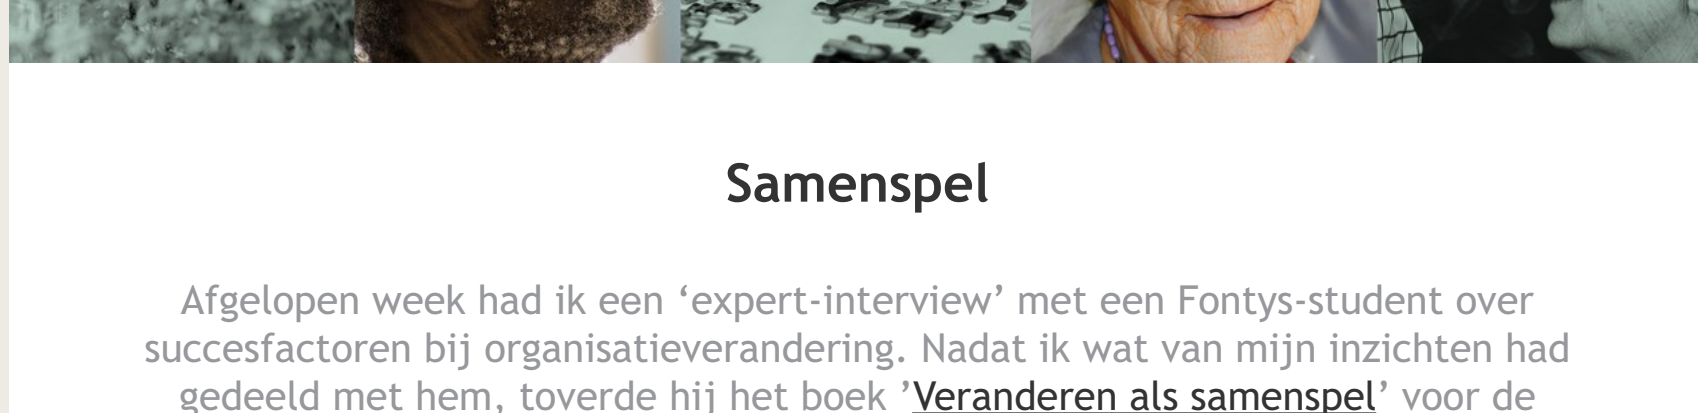 Samenspel
Afgelopen week had ik een ‘expert-interview’ met een Fontys-student over
succesfactoren bij organisatieverandering. Nadat ik wat van mijn inzichten had
gedeeld met hem, toverde hij het boek ’Veranderen als samenspel’ voor de